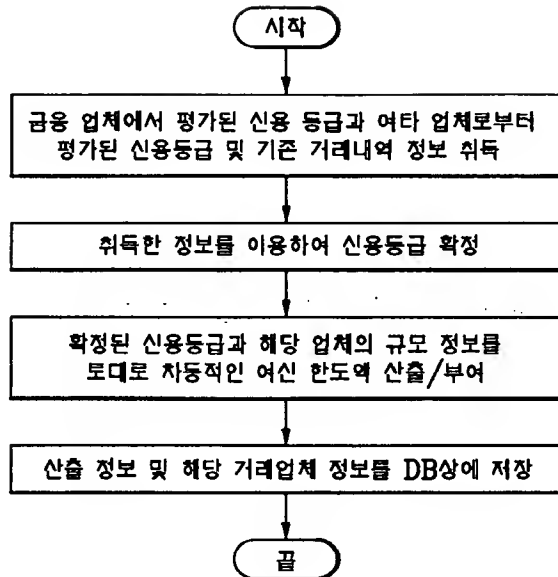 시작
금융 업체에서 평가된 신용 등급과 여타 업체로부터
평가된 신용등급 및 기존 거래내역 정보 취득
취득한 정보를 이용하여 신용등급 확정
확정된 신용등급과 해당 업체의 규모 정보를
토대로 차등적인 여신 한도액 산출/부여
산출 정보 및 해당 거래업체 정보를 DB상에 저장
끝